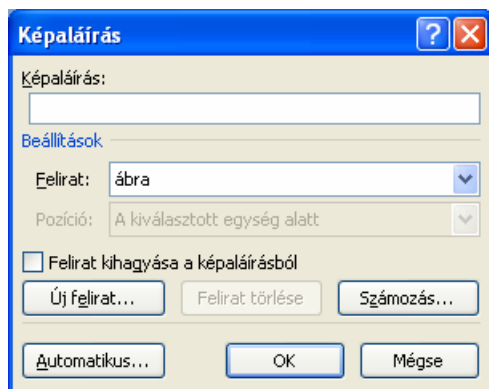 Képaláírás
Képaláírás:
Beállítások
Felirat: ábra
Pozíció: A kiválasztott egység alatt
Felirat kihagyása a képaláírásból
Új felirat... Felirat törlése Számozás...
Automatikus... OK Mégse